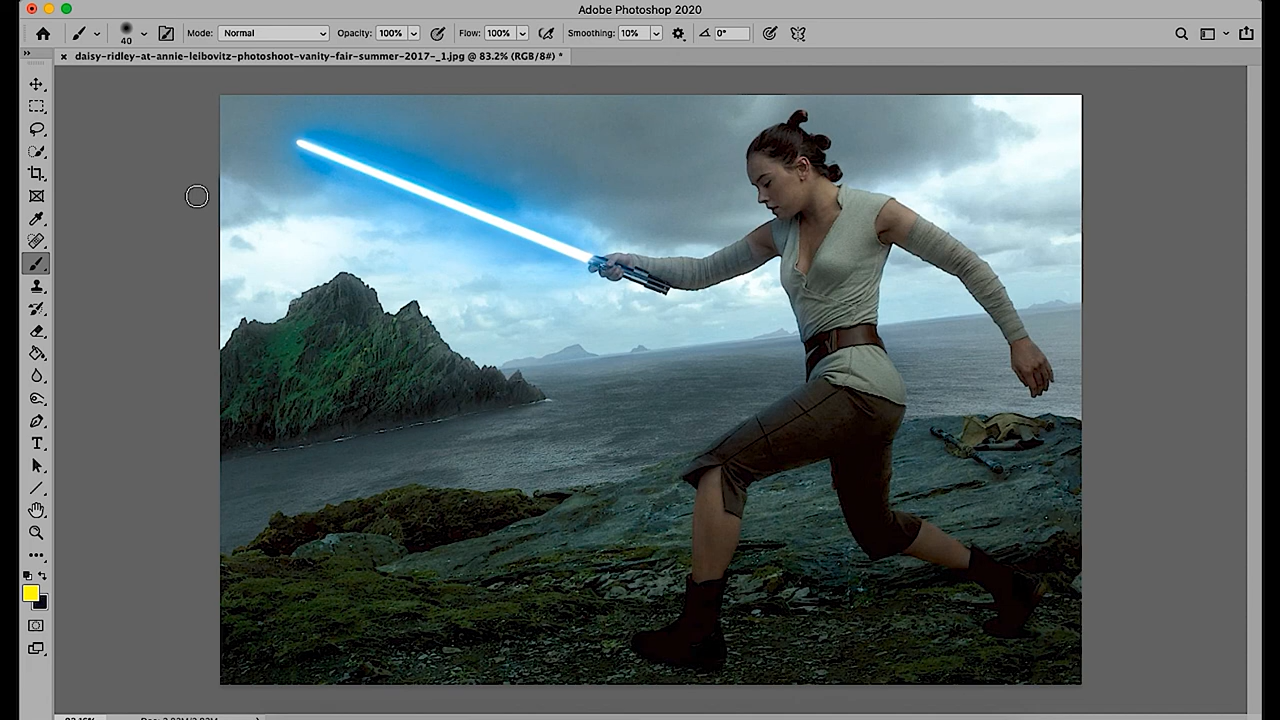 Adobe Photoshop 2020
40 Mode: Normal Opacity: 100% Flow: 100% Smoothing: 10% 0°
daisy-ridley-at-annie-leibovitz-photoshoot-vanity-fair-summer-2017-_1.jpg @ 83.2% (RGB/8#) *
T